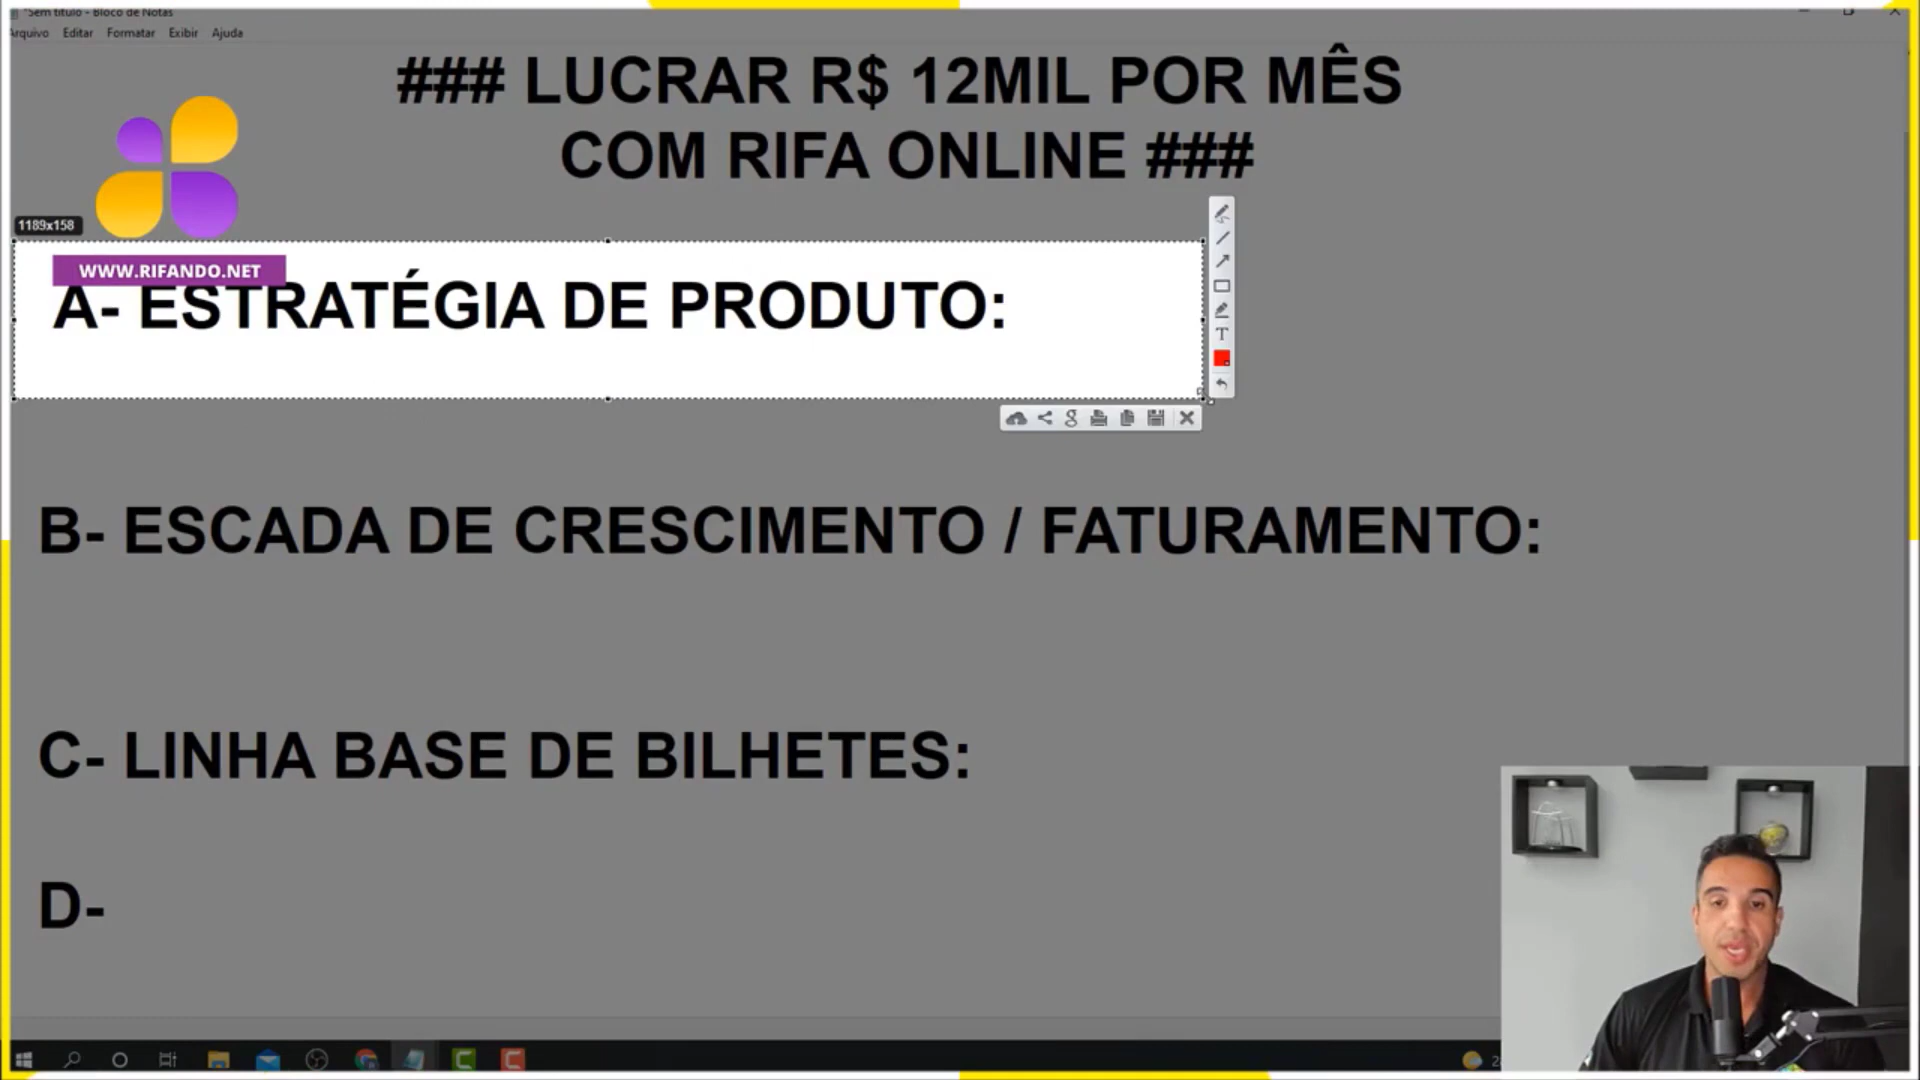 *Sem título - Bloco de Notas
Arquivo Editar Formatar Exibir Ajuda
### LUCRAR R$ 12MIL POR MÊS
COM RIFA ONLINE ###
1189x158
WWW.RIFANDO.NET
A- ESTRATÉGIA DE PRODUTO:
B- ESCADA DE CRESCIMENTO / FATURAMENTO:
C- LINHA BASE DE BILHETES:
D-